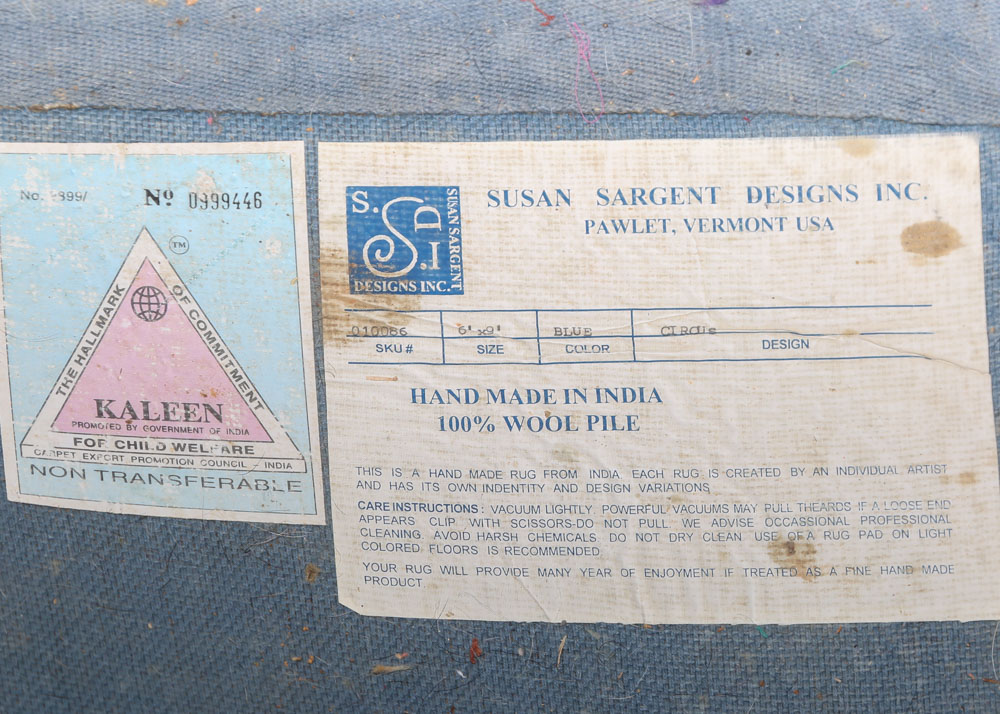 No. 899/
Nº 0999446
TM
THE HALLMARK OF COMMITMENT
KALEEN
PROMOTED BY GOVERNMENT OF INDIA
FOR CHILD WELFARE
CARPET EXPORT PROMOTION COUNCIL - INDIA
NON TRANSFERABLE
S.
S D
.I
SUSAN SARGENT
DESIGNS INC.
SUSAN SARGENT DESIGNS INC.
PAWLET, VERMONT USA
010086 6'x9' BLUE CIRCUS
SKU # SIZE COLOR DESIGN
HAND MADE IN INDIA
100% WOOL PILE
THIS IS A HAND MADE RUG FROM INDIA. EACH RUG IS CREATED BY AN INDIVIDUAL ARTIST
AND HAS ITS OWN INDENTITY AND DESIGN VARIATIONS
CARE INSTRUCTIONS : VACUUM LIGHTLY. POWERFUL VACUUMS MAY PULL THEARDS IF A LOOSE END
APPEARS CLIP WITH SCISSORS-DO NOT PULL. WE ADVISE OCCASSIONAL PROFESSIONAL
CLEANING. AVOID HARSH CHEMICALS. DO NOT DRY CLEAN. USE OF A RUG PAD ON LIGHT
COLORED FLOORS IS RECOMMENDED.
YOUR RUG WILL PROVIDE MANY YEAR OF ENJOYMENT IF TREATED AS A FINE HAND MADE
PRODUCT.